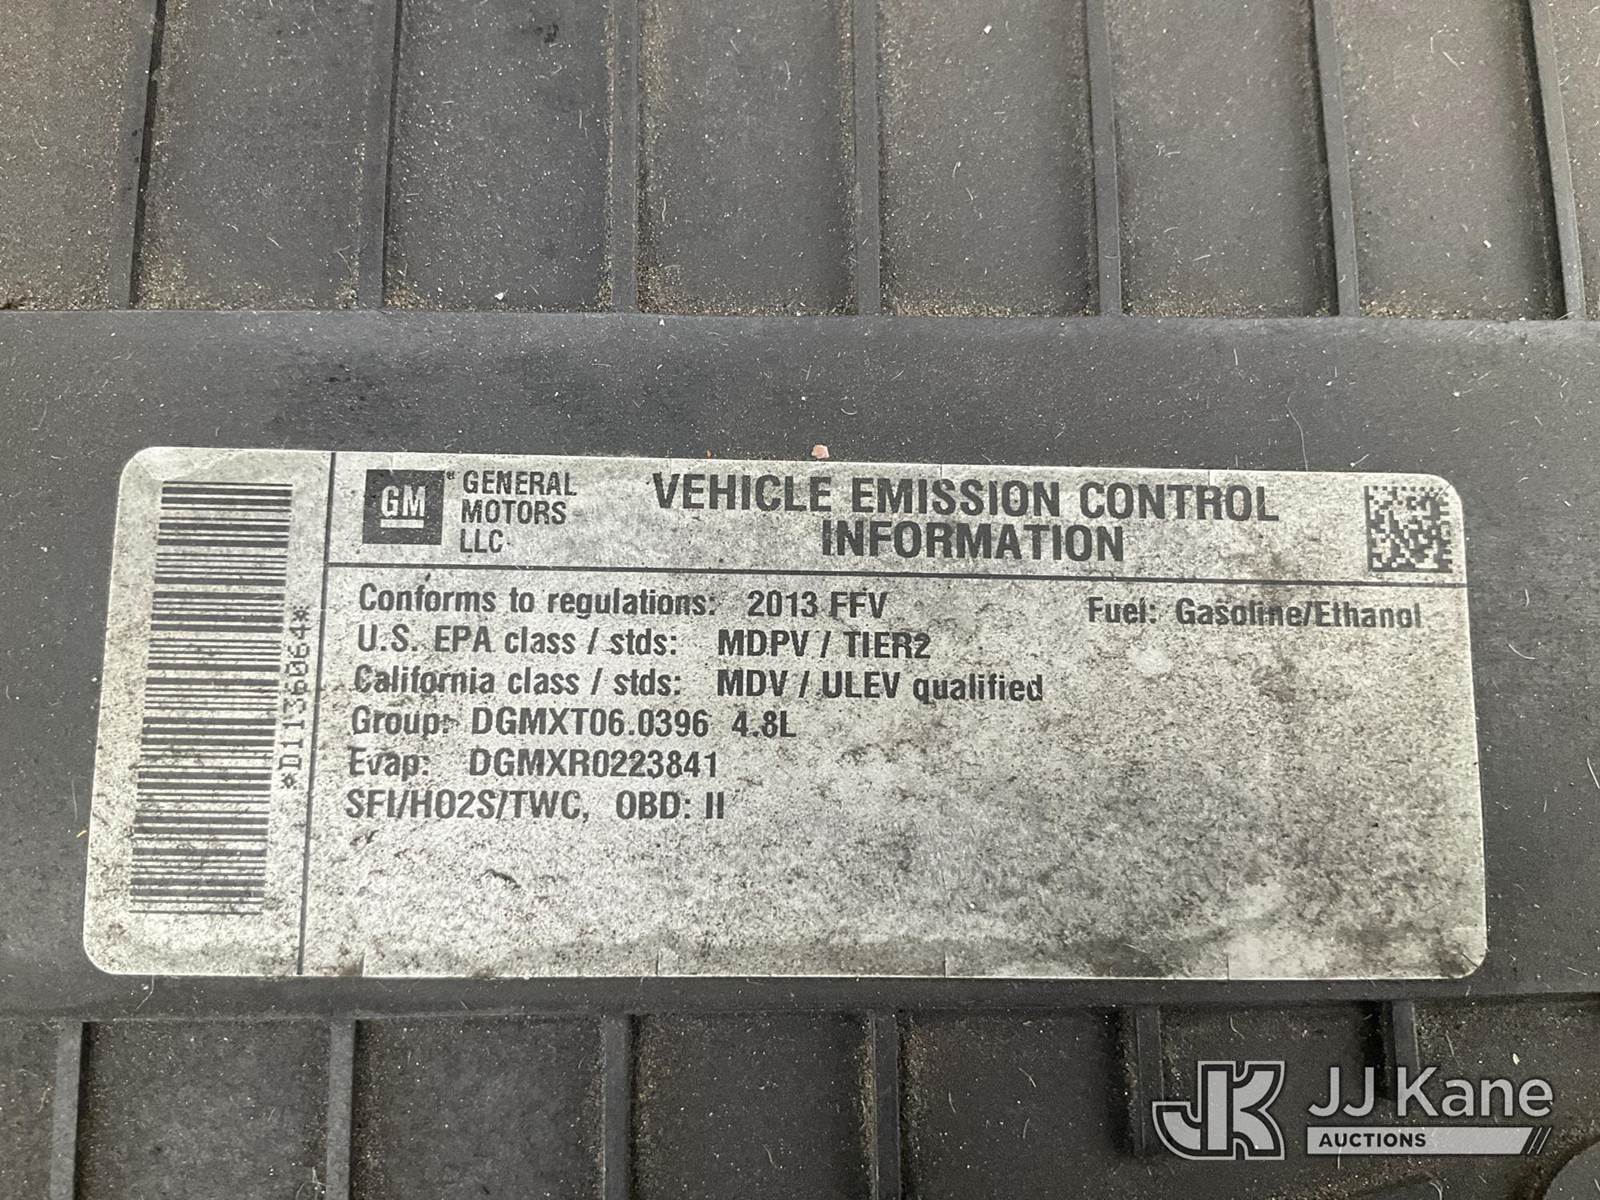 GM
GENERAL
MOTORS
LLC
VEHICLE EMISSION CONTROL
INFORMATION
Conforms to regulations: 2013 FFV
Fuel: Gasoline/Ethanol
U.S. EPA class / stds: MDPV / TIER2
California class / stds: MDV / ULEV qualified
Group: DGMXT06.0396 4.8L
Evap: DGMXR0223841
SFI/HO2S/TWC, OBD: II
*D1136064*
JK
JJ Kane
AUCTIONS